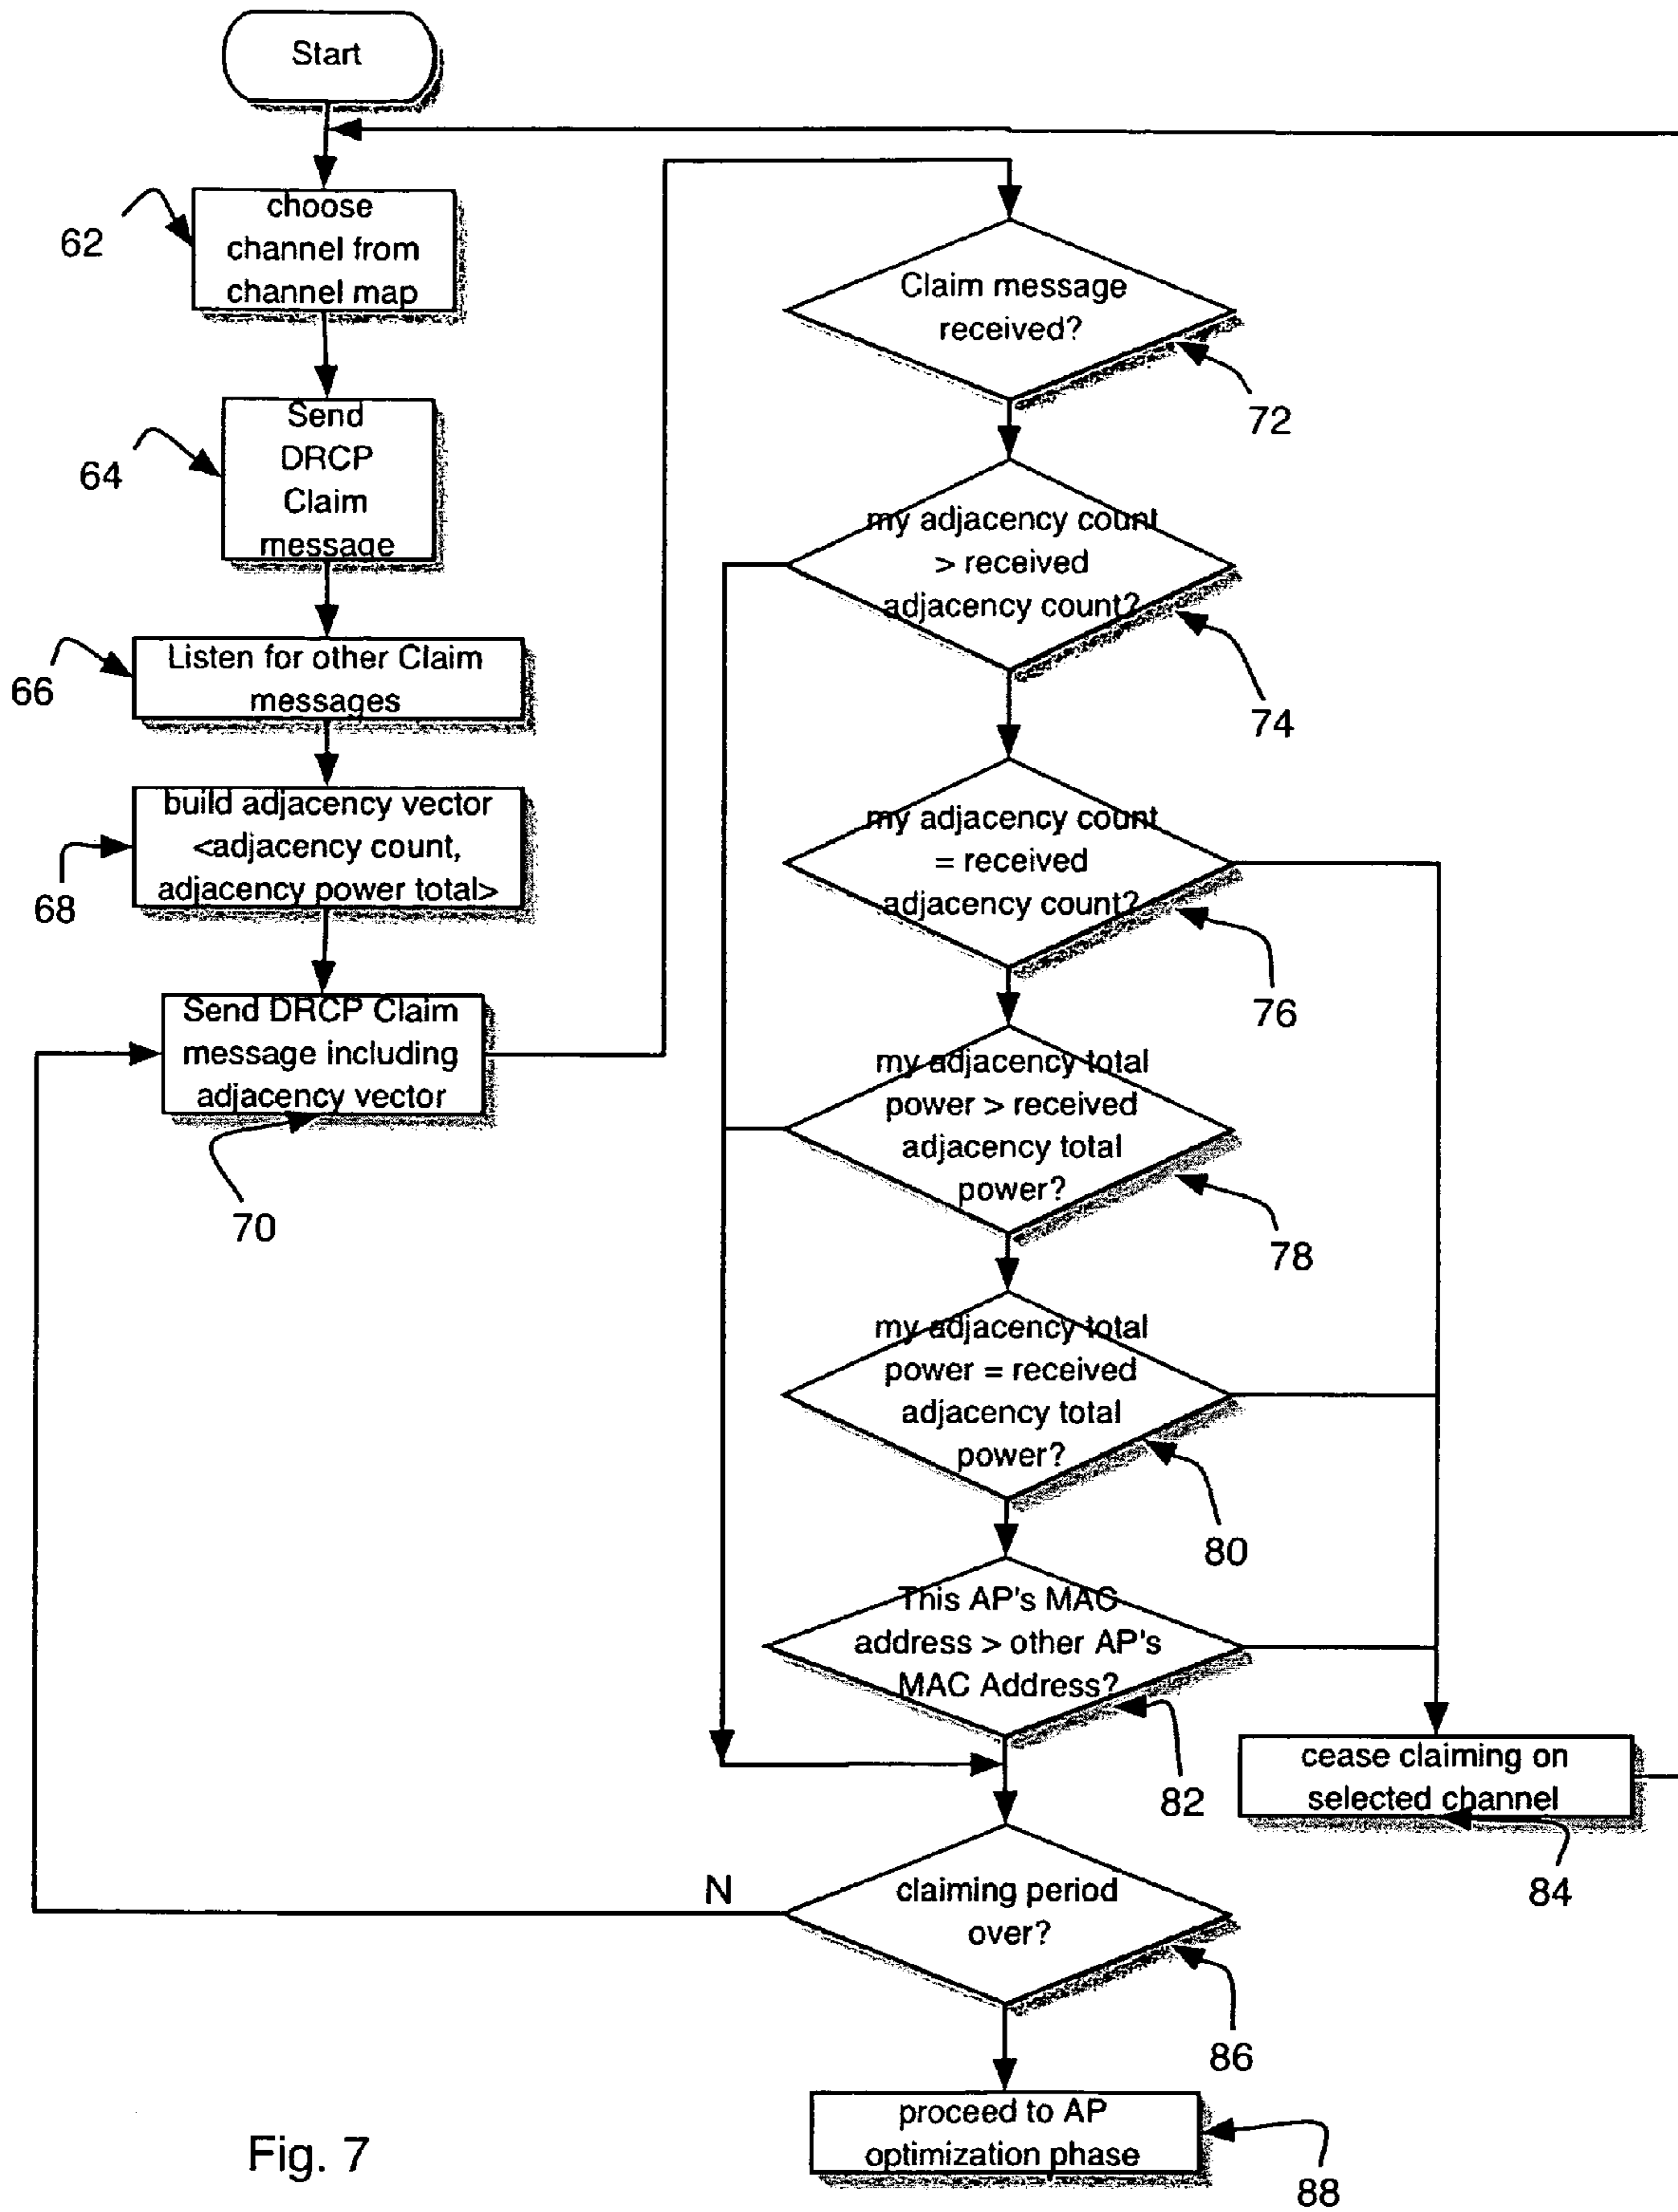 Start
choose
channel from
channel map
62
Send
DRCP
Claim
message
64
Listen for other Claim
messages
66
build adjacency vector
<adjacency count,
adjacency power total>
68
Send DRCP Claim
message including
adjacency vector
70
Claim message
received?
72
my adjacency count
> received
adjacency count?
74
my adjacency count
= received
adjacency count?
76
my adjacency total
power > received
adjacency total
power?
78
my adjacency total
power = received
adjacency total
power?
80
This AP's MAC
address > other AP's
MAC Address?
82
cease claiming on
selected channel
84
claiming period
over?
N
86
proceed to AP
optimization phase
88
Fig. 7